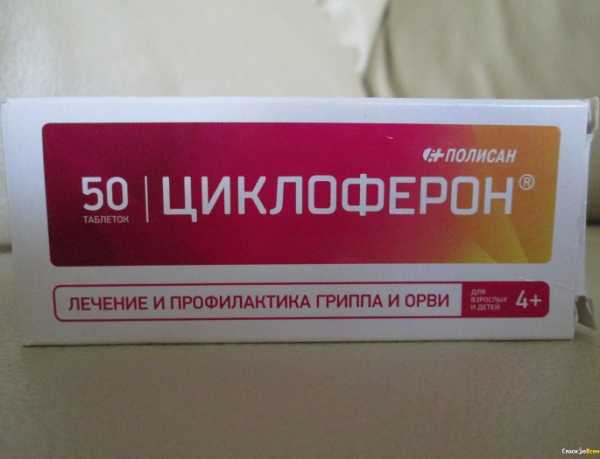 ПОЛИСАН
50 ТАБЛЕТОК
ЦИКЛОФЕРОН®
ЛЕЧЕНИЕ И ПРОФИЛАКТИКА ГРИППА И ОРВИ
ДЛЯ
ВЗРОСЛЫХ
И ДЕТЕЙ
4+